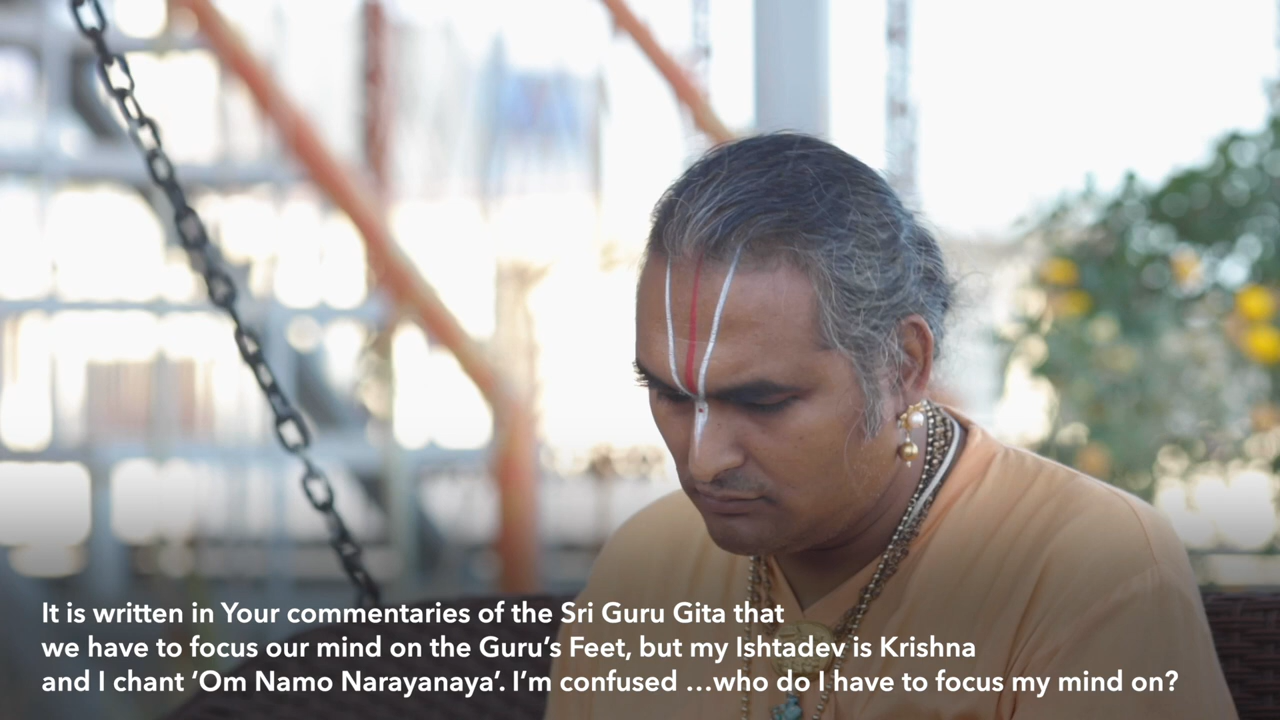 It is written in Your commentaries of the Sri Guru Gita that
we have to focus our mind on the Guru’s Feet, but my Ishtadev is Krishna
and I chant ‘Om Namo Narayanaya’. I’m confused ...who do I have to focus my mind on?